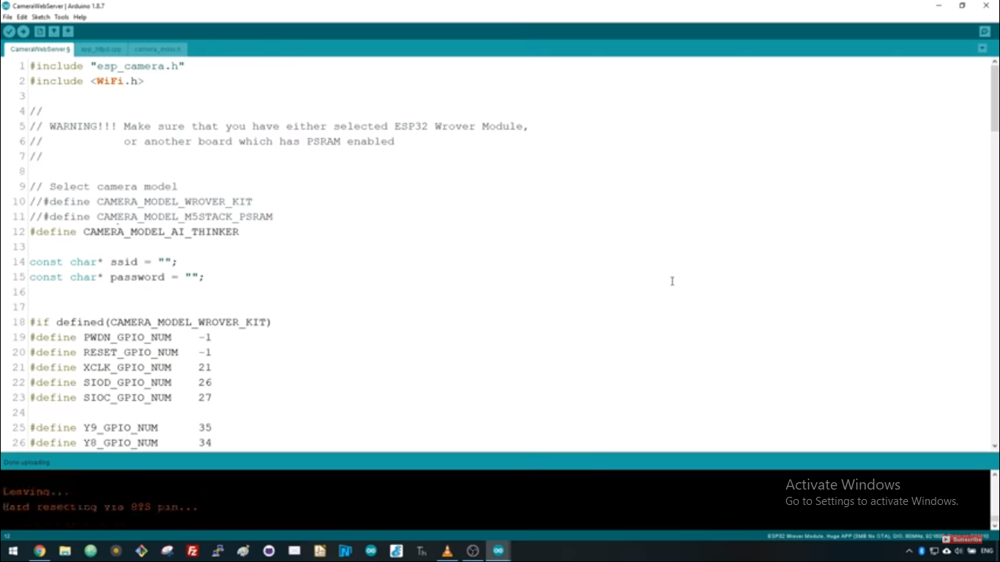 CameraWebServer | Arduino 1.8.7
File Edit Sketch Tools Help
CameraWebServer § app_httpd.cpp camera_index.h
1 #include "esp_camera.h"
2 #include <WiFi.h>
3
4 //
5 // WARNING!!! Make sure that you have either selected ESP32 Wrover Module,
6 // or another board which has PSRAM enabled
7 //
8
9 // Select camera model
10 //#define CAMERA_MODEL_WROVER_KIT
11 //#define CAMERA_MODEL_M5STACK_PSRAM
12 #define CAMERA_MODEL_AI_THINKER
13
14 const char* ssid = "";
15 const char* password = "";
16
17
18 #if defined(CAMERA_MODEL_WROVER_KIT)
19 #define PWDN_GPIO_NUM -1
20 #define RESET_GPIO_NUM -1
21 #define XCLK_GPIO_NUM 21
22 #define SIOD_GPIO_NUM 26
23 #define SIOC_GPIO_NUM 27
24
25 #define Y9_GPIO_NUM 35
26 #define Y8_GPIO_NUM 34
Done uploading
Leaving...
Hard resetting via RTS pin...
Activate Windows
Go to Settings to activate Windows.
12
ESP32 Wrover Module, Huge APP (3MB No OTA), QIO, 80MHz,
Subscribe
Th
ENG